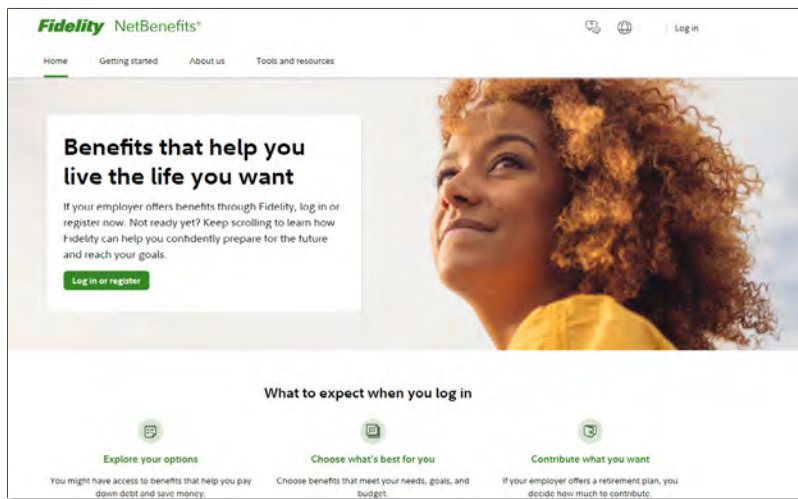 Fidelity NetBenefits®
Log in
Home Getting started About us Tools and resources
Benefits that help you
live the life you want
If your employer offers benefits through Fidelity, log in or
register now. Not ready yet? Keep scrolling to learn how
Fidelity can help you confidently prepare for the future
and reach your goals.
Log in or register
What to expect when you log in
Explore your options
You might have access to benefits that help you pay
down debt and save money.
Choose what's best for you
Choose benefits that meet your needs, goals, and
budget.
Contribute what you want
If your employer offers a retirement plan, you
decide how much to contribute.